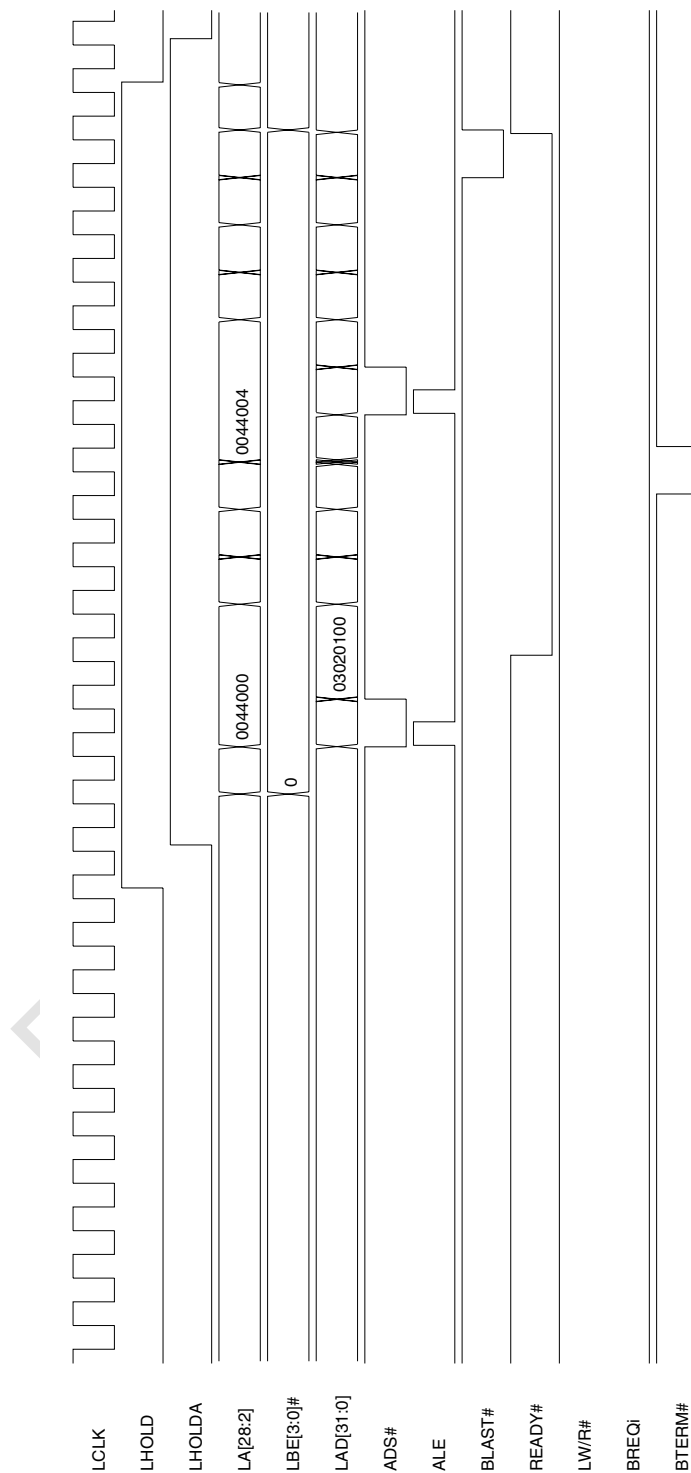 LCLK
LHOLD
LHOLDA
LA[28:2]
0044000
0044004
LBE[3:0]#
0
LAD[31:0]
03020100
ADS#
ALE
BLAST#
READY#
LW/R#
BREQi
BTERM#